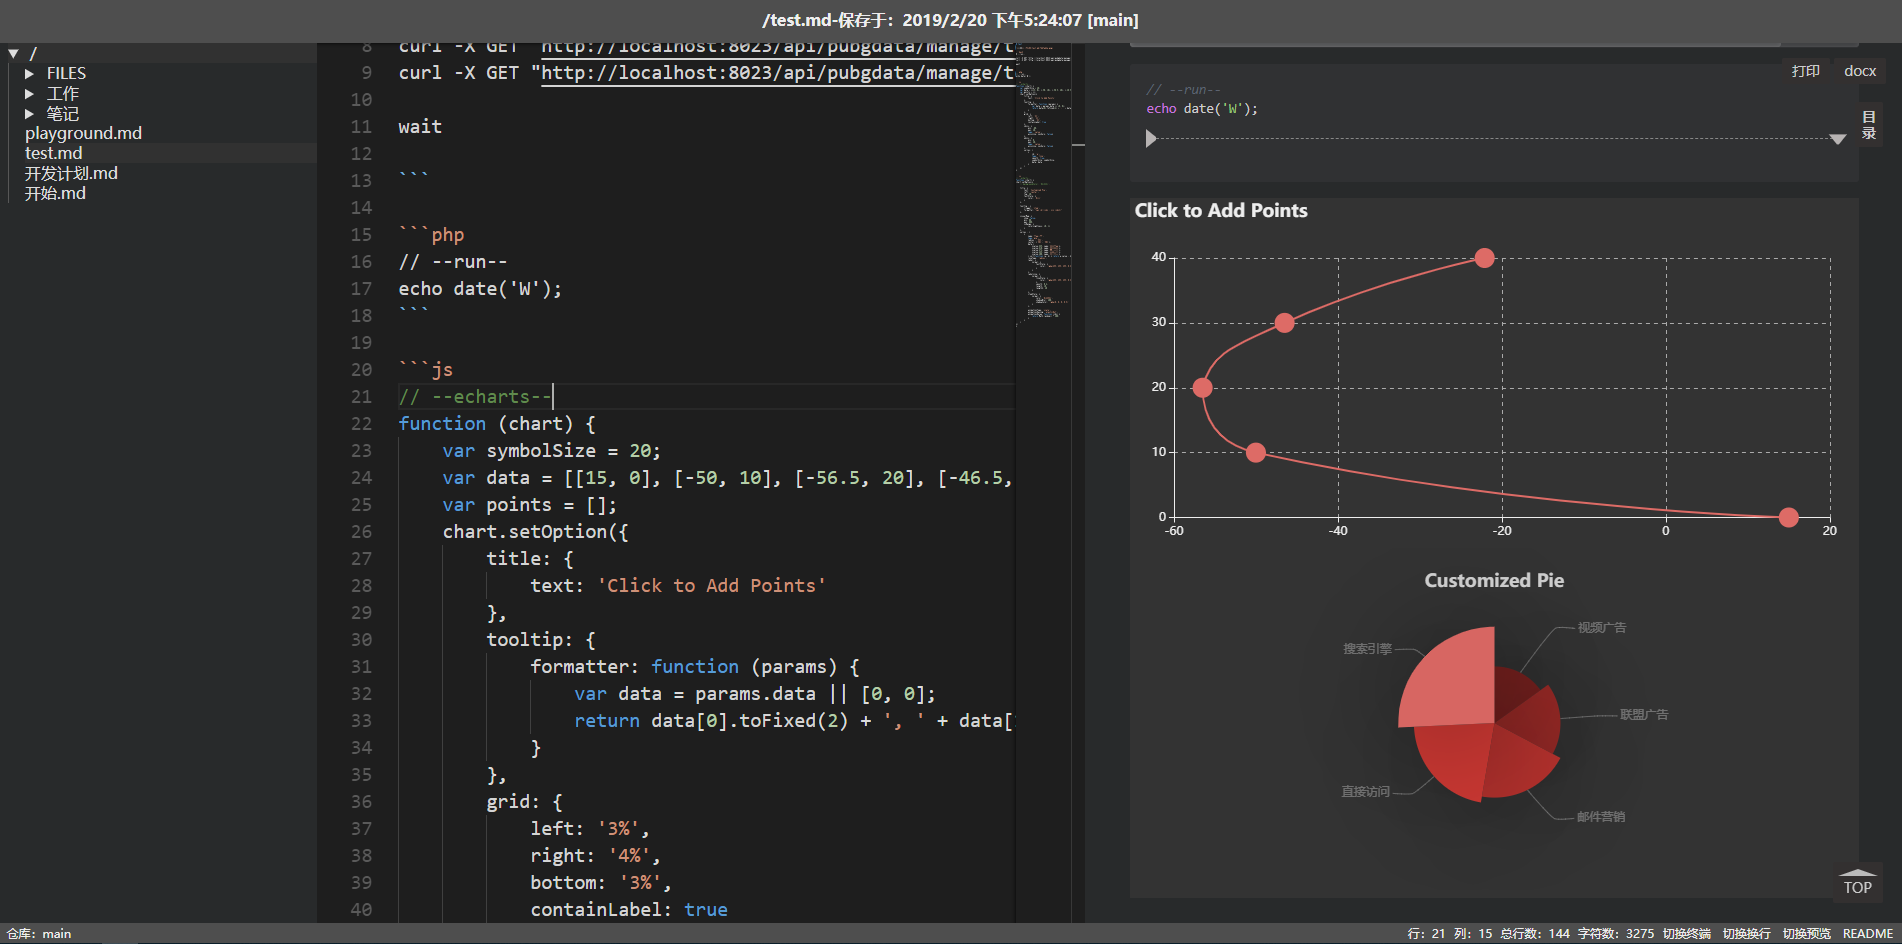 /test.md-保存于：2019/2/20 下午5:24:07 [main]
/
FILES
工作
笔记
playground.md
test.md
开发计划.md
开始.md
8 curl -X GET "http://localhost:8023/api/pubgdata/manage/t
9 curl -X GET "http://localhost:8023/api/pubgdata/manage/t
10
11 wait
12
13 ```
14
15 ```php
16 // --run--
17 echo date('W');
18 ```
19
20 ```js
21 // --echarts--
22 function (chart) {
23 var symbolSize = 20;
24 var data = [[15, 0], [-50, 10], [-56.5, 20], [-46.5,
25 var points = [];
26 chart.setOption({
27 title: {
28 text: 'Click to Add Points'
29 },
30 tooltip: {
31 formatter: function (params) {
32 var data = params.data || [0, 0];
33 return data[0].toFixed(2) + ', ' + data[
34 }
35 },
36 grid: {
37 left: '3%',
38 right: '4%',
39 bottom: '3%',
40 containLabel: true
打印 docx
目录
// --run--
echo date('W');
Click to Add Points
40
30
20
10
0
-60 -40 -20 0 20
Customized Pie
视频广告
搜索引擎
联盟广告
直接访问
邮件营销
TOP
仓库：main
行：21 列：15 总行数：144 字符数：3275 切换终端 切换换行 切换预览 README